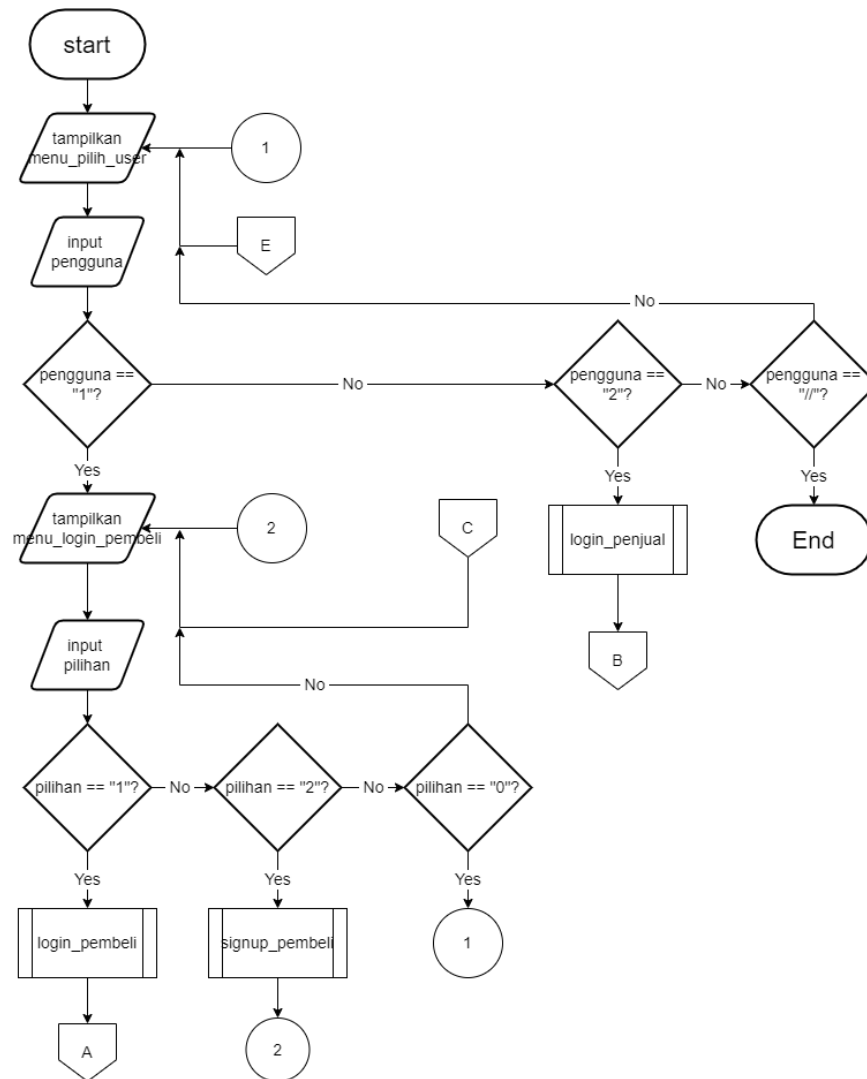 start
tampilkan
menu_pilih_user
1
input
pengguna
E
No
pengguna ==
"1"?
No
pengguna ==
"2"?
No
pengguna ==
"//"?
Yes
Yes
Yes
tampilkan
menu_login_pembeli
2
C
login_penjual
End
input
pilihan
B
No
pilihan == "1"?
No
pilihan == "2"?
No
pilihan == "0"?
Yes
Yes
Yes
login_pembeli
signup_pembeli
1
A
2